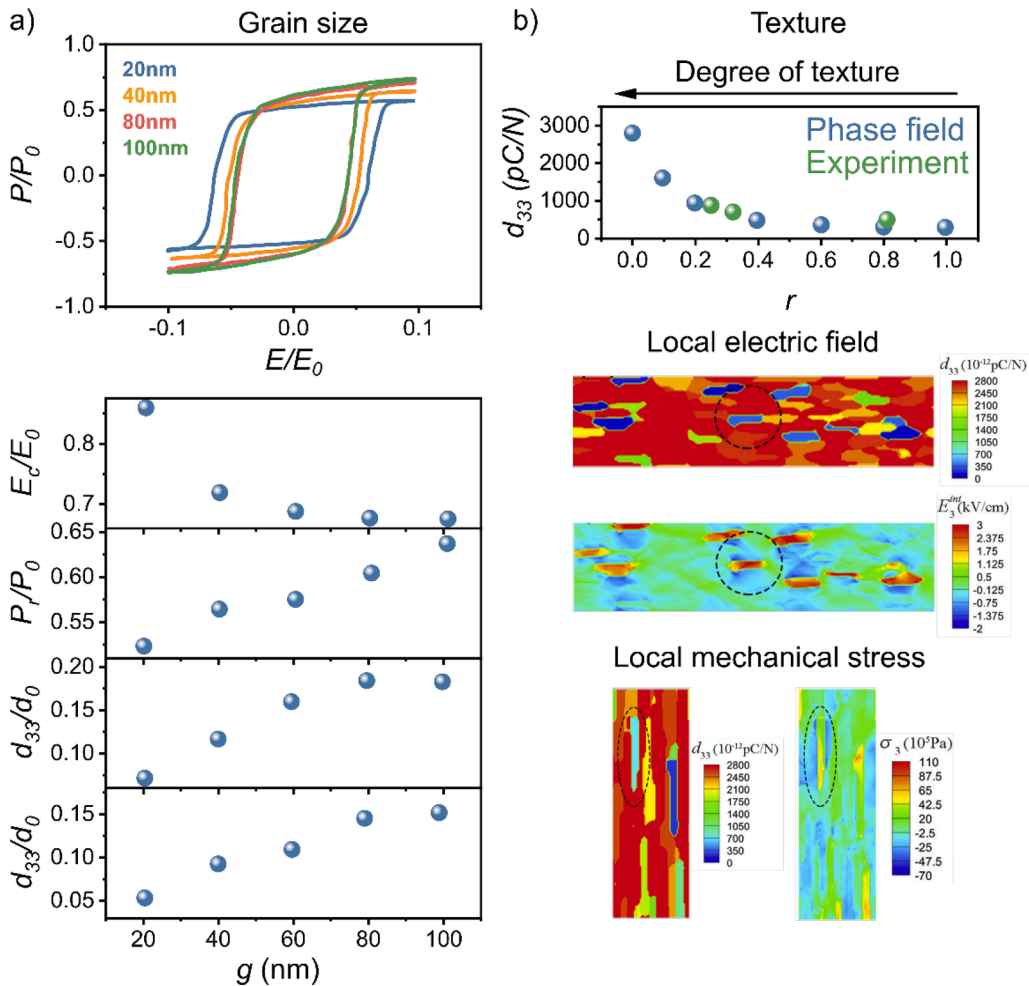 a)
Grain size
20nm
40nm
80nm
100nm
P/P0
1.0
0.5
0.0
-0.5
-1.0
-0.1
0.0
0.1
E/E0
Ec/E0
0.8
0.7
Pr/P0
0.65
0.60
0.55
d33/d0
0.20
0.15
0.10
d33/d0
0.15
0.10
0.05
20
40
60
80
100
g (nm)
b)
Texture
Degree of texture
d33 (pC/N)
3000
2000
1000
0
Phase field
Experiment
0.0
0.2
0.4
0.6
0.8
1.0
r
Local electric field
d33 (10-12pC/N)
2800
2450
2100
1750
1400
1050
700
350
0
E3int(kV/cm)
3
2.375
1.75
1.125
0.5
-0.125
-0.75
-1.375
-2
Local mechanical stress
d33 (10-12pC/N)
2800
2450
2100
1750
1400
1050
700
350
0
σ3 (105Pa)
110
87.5
65
42.5
20
-2.5
-25
-47.5
-70